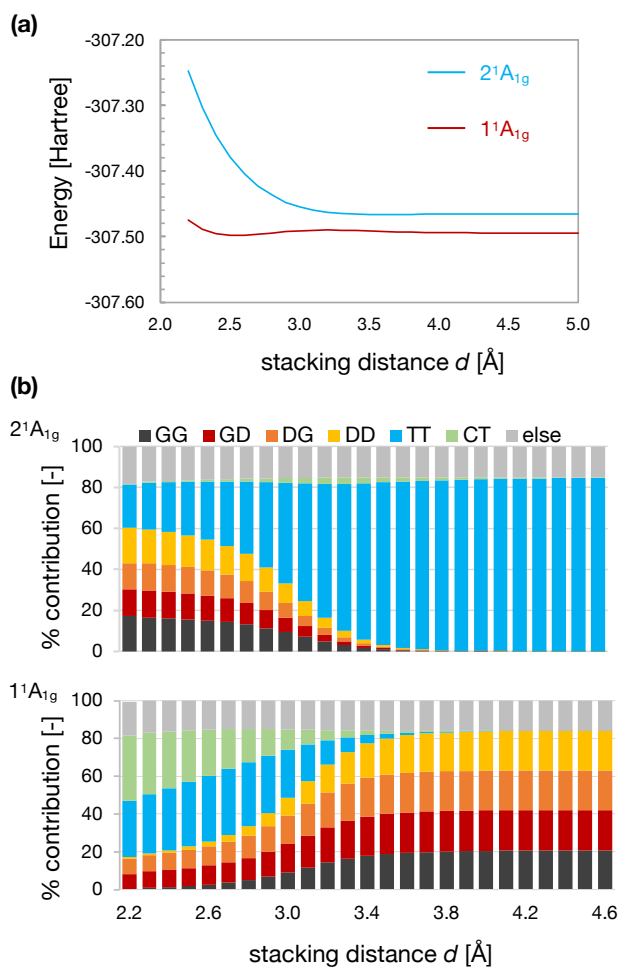 (a)
-307.20
-307.30
-307.40
-307.50
-307.60
Energy [Hartree]
2¹A₁g
1¹A₁g
2.0 2.5 3.0 3.5 4.0 4.5 5.0
stacking distance d [Å]
(b)
2¹A₁g
GG GD DG DD TT CT else
100
80
60
40
20
0
% contribution [-]
1¹A₁g
100
80
60
40
20
0
% contribution [-]
2.2 2.6 3.0 3.4 3.8 4.2 4.6
stacking distance d [Å]